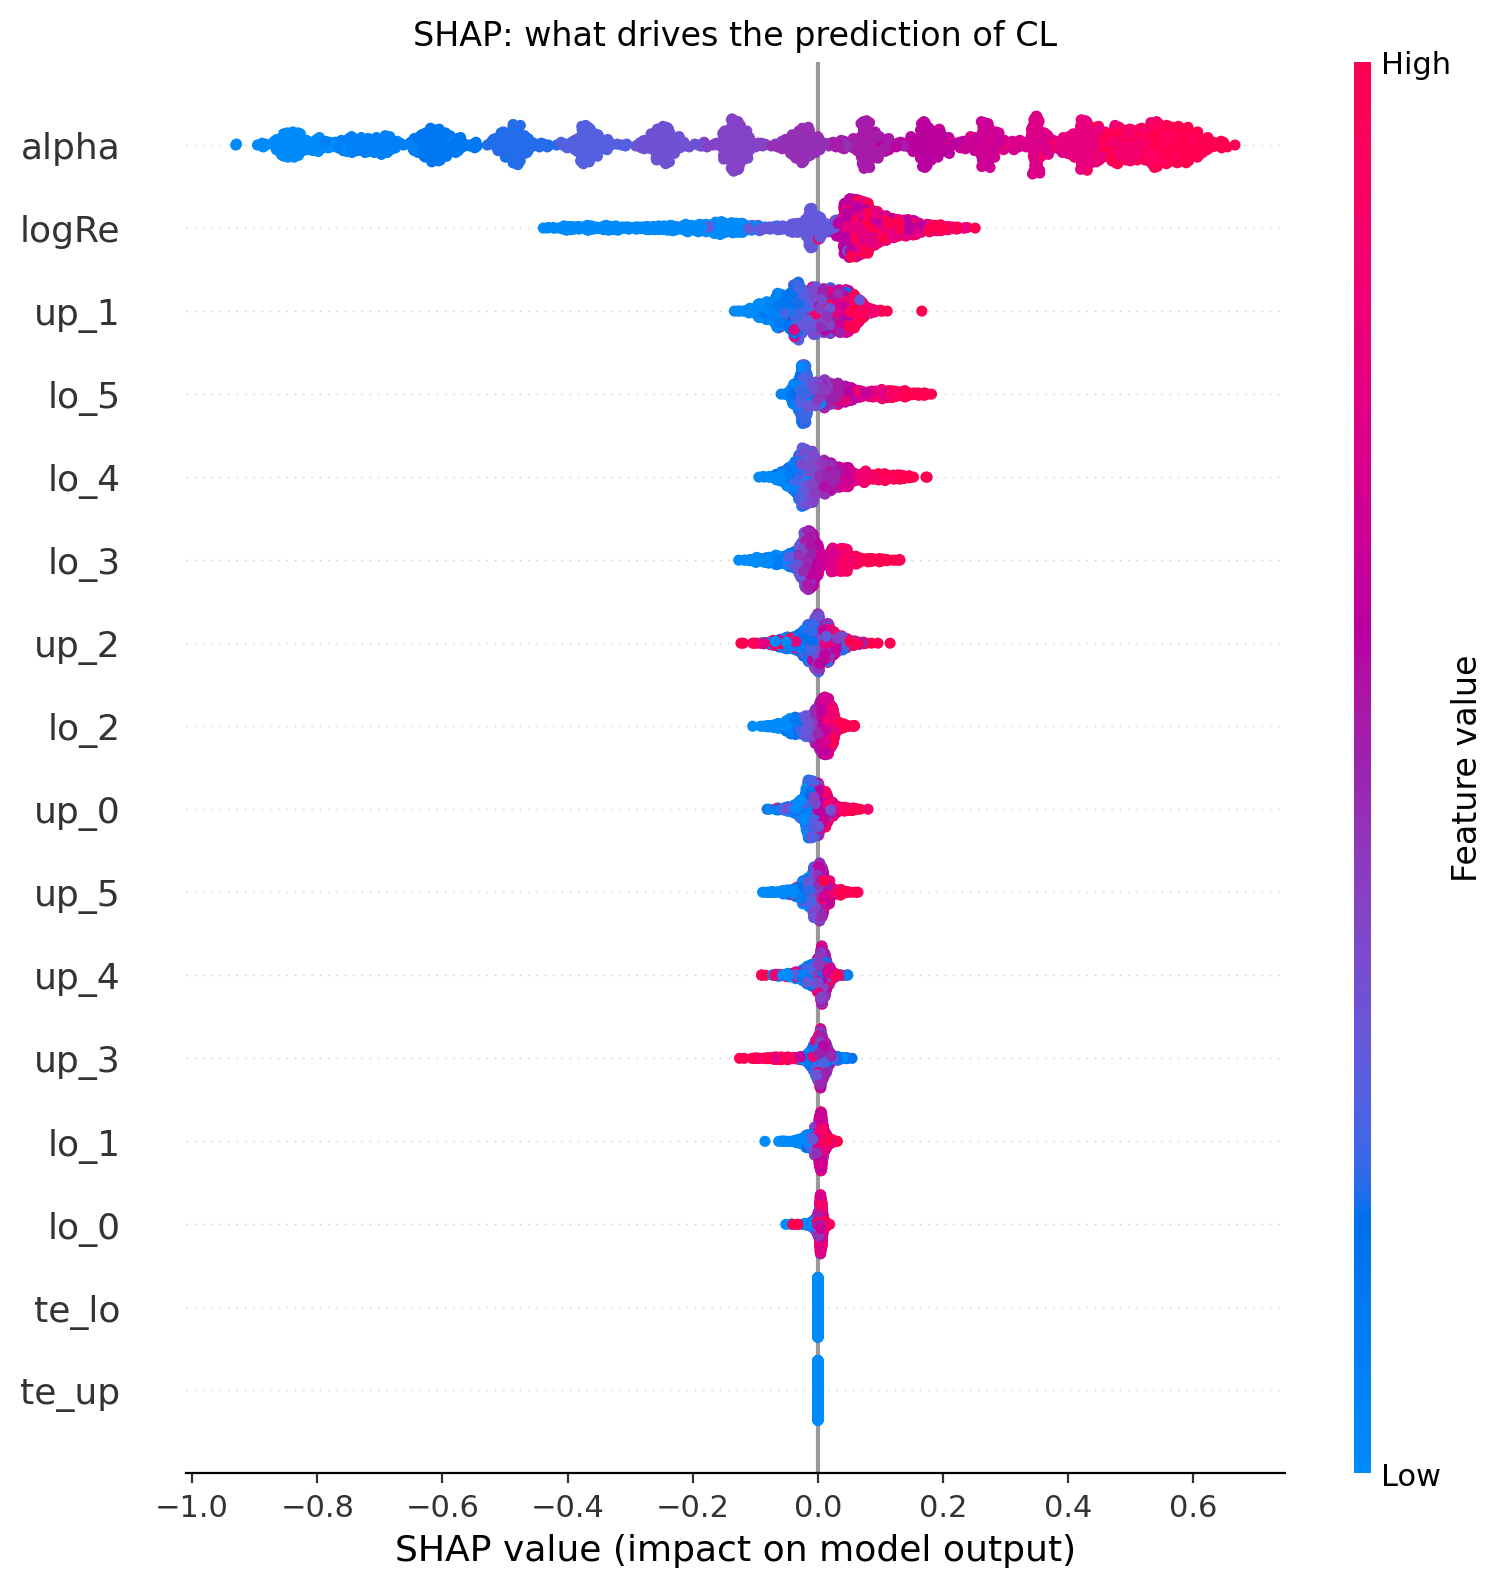 SHAP: what drives the prediction of CL
High
alpha
logRe
up_1
lo_5
lo_4
lo_3
up_2
lo_2
up_0
up_5
up_4
up_3
lo_1
lo_0
te_lo
te_up
Feature value
Low
−1.0 −0.8 −0.6 −0.4 −0.2 0.0 0.2 0.4 0.6
SHAP value (impact on model output)